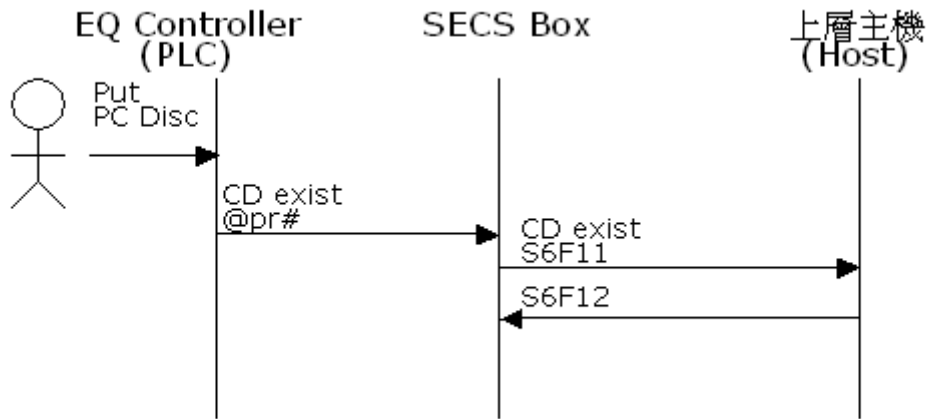 EQ Controller
(PLC)
SECS Box
上層主機
(Host)
Put
PC Disc
CD exist
@pr#
CD exist
S6F11
S6F12